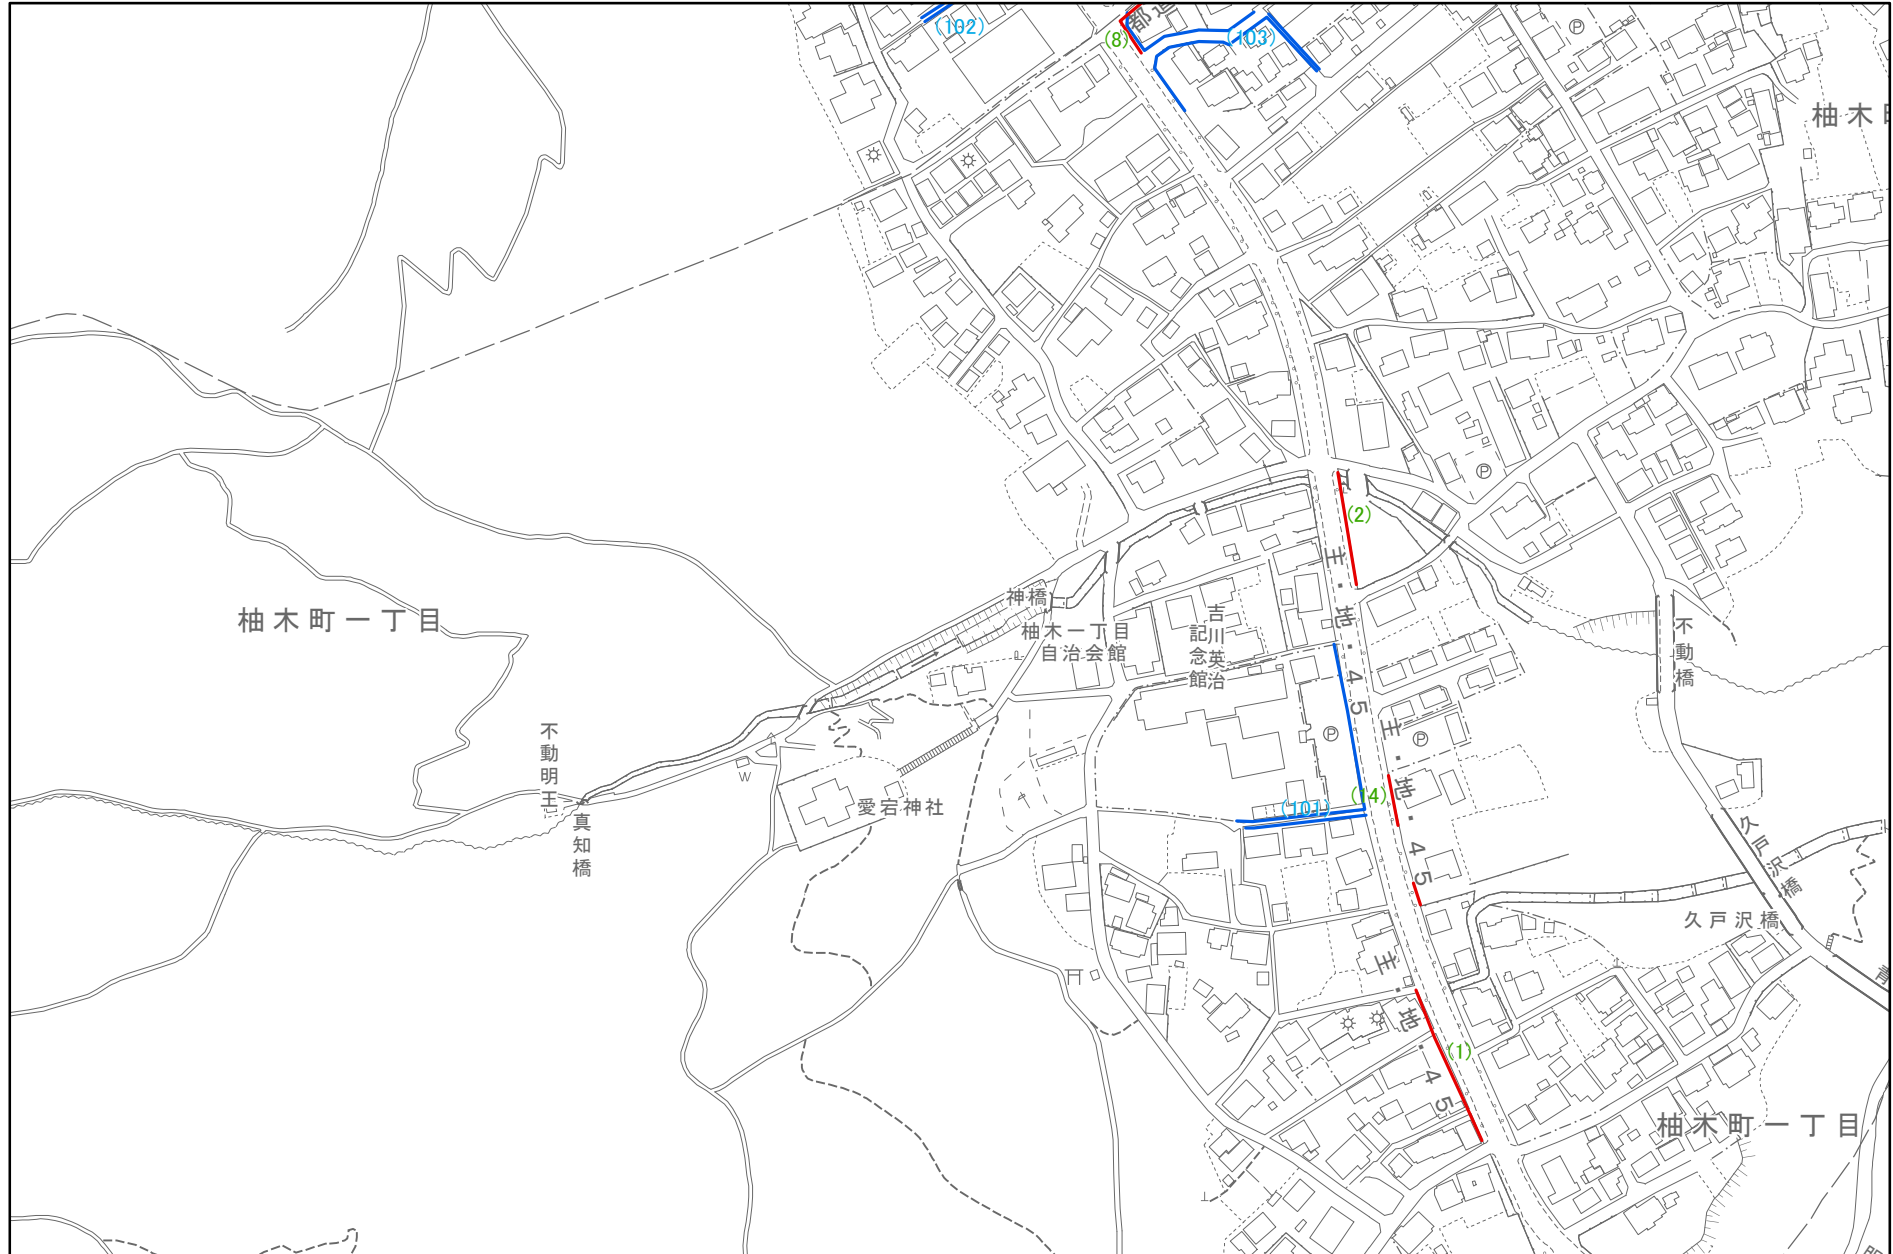 (102)
(8)
都道
(103)
Ⓟ
柚木町
Ⓟ
(2)
主・地・45
柚木町一丁目
神橋
柚木一丁目
自治会館
吉川英治
記念館
不動橋
Ⓟ
主・地・45
Ⓟ
不動明王
W
愛宕神社
真知橋
(101)
(14)
久戸沢橋
久戸沢橋
主・地・45
(1)
青
柚木町一丁目